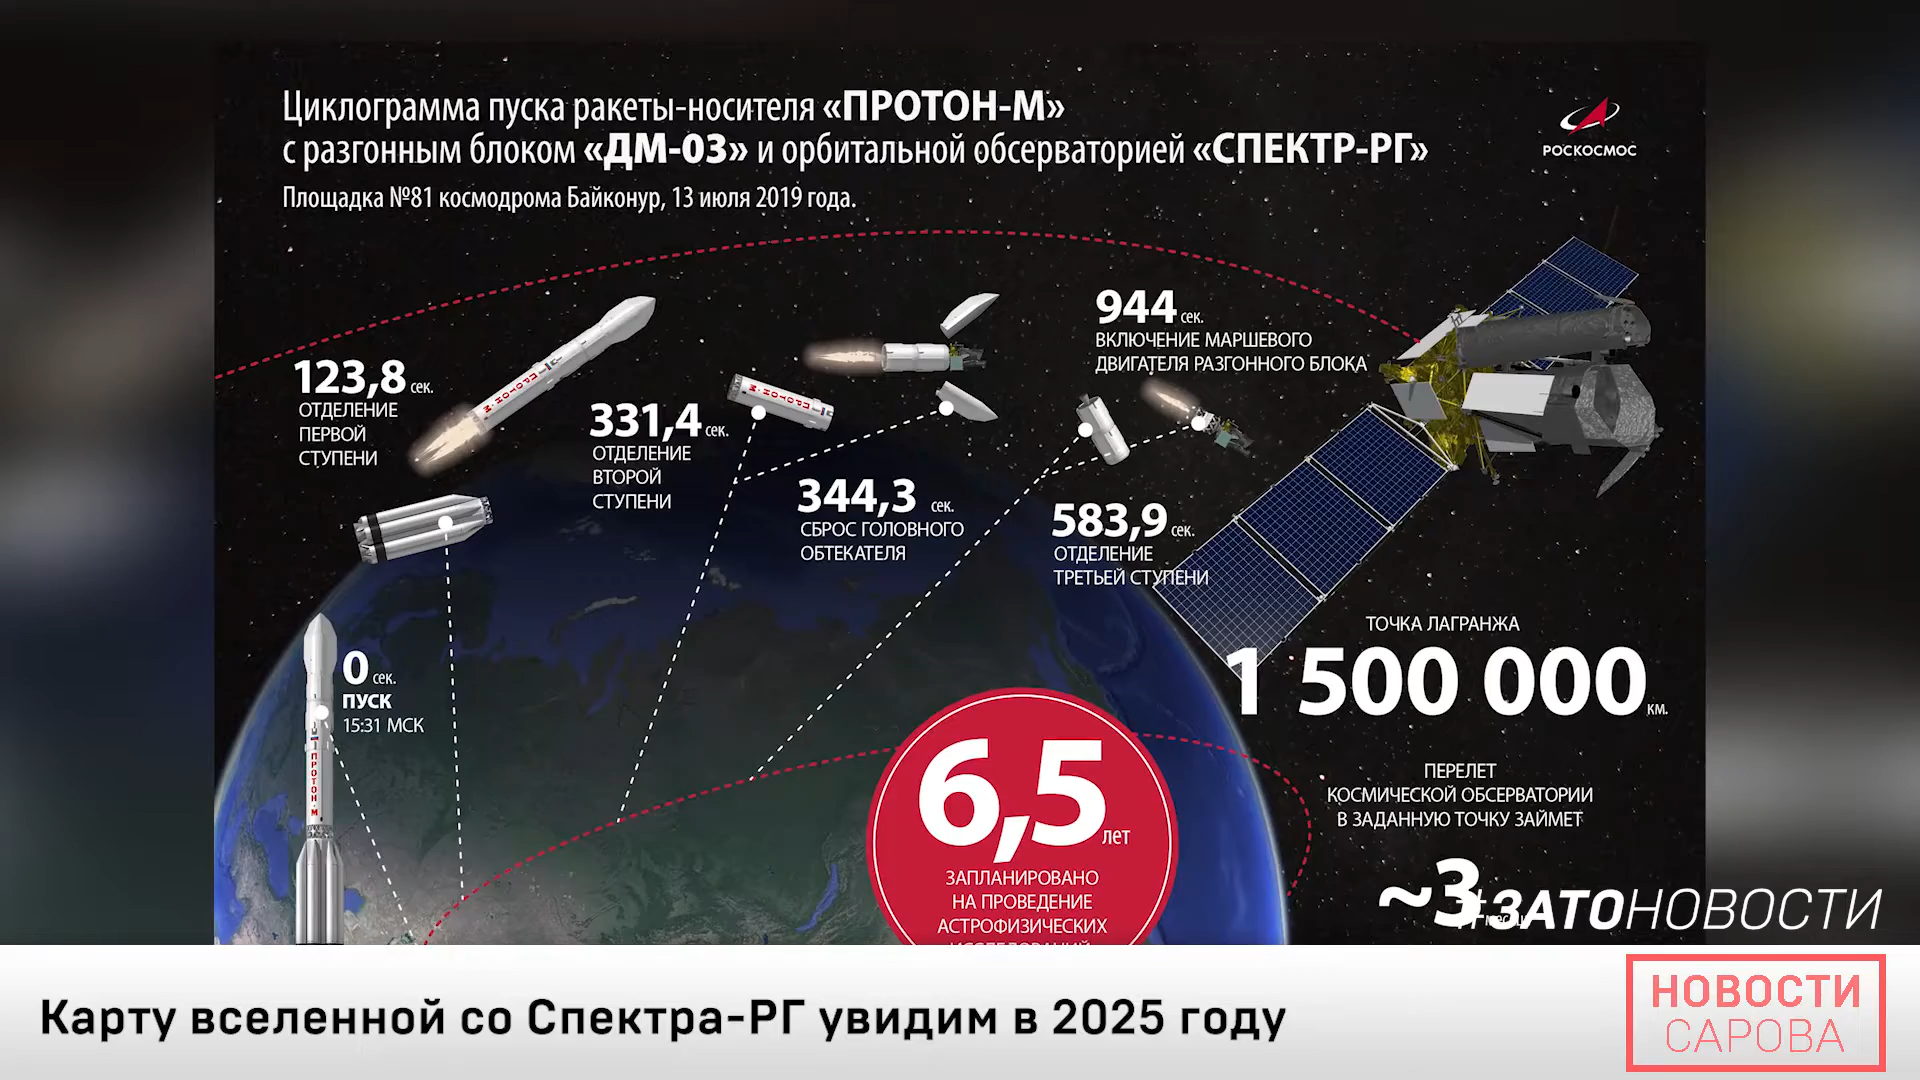 Циклограмма пуска ракеты-носителя «ПРОТОН-М»
с разгонным блоком «ДМ-03» и орбитальной обсерваторией «СПЕКТР-РГ»
Площадка №81 космодрома Байконур, 13 июля 2019 года.
РОСКОСМОС
123,8 сек.
ОТДЕЛЕНИЕ
ПЕРВОЙ
СТУПЕНИ
ПРОТОН-М
331,4 сек.
ОТДЕЛЕНИЕ
ВТОРОЙ
СТУПЕНИ
ПРОТОН-М
344,3 сек.
СБРОС ГОЛОВНОГО
ОБТЕКАТЕЛЯ
944 сек.
ВКЛЮЧЕНИЕ МАРШЕВОГО
ДВИГАТЕЛЯ РАЗГОННОГО БЛОКА
583,9 сек.
ОТДЕЛЕНИЕ
ТРЕТЬЕЙ СТУПЕНИ
0 сек.
ПУСК
15:31 МСК
ПРОТОН-М
ТОЧКА ЛАГРАНЖА
1 500 000 км.
ПЕРЕЛЕТ
КОСМИЧЕСКОЙ ОБСЕРВАТОРИИ
В ЗАДАННУЮ ТОЧКУ ЗАЙМЕТ
~3
6,5 лет
ЗАПЛАНИРОВАНО
НА ПРОВЕДЕНИЕ
АСТРОФИЗИЧЕСКИХ
#ЗАТОНОВОСТИ
Карту вселенной со Спектра-РГ увидим в 2025 году
НОВОСТИ
САРОВА